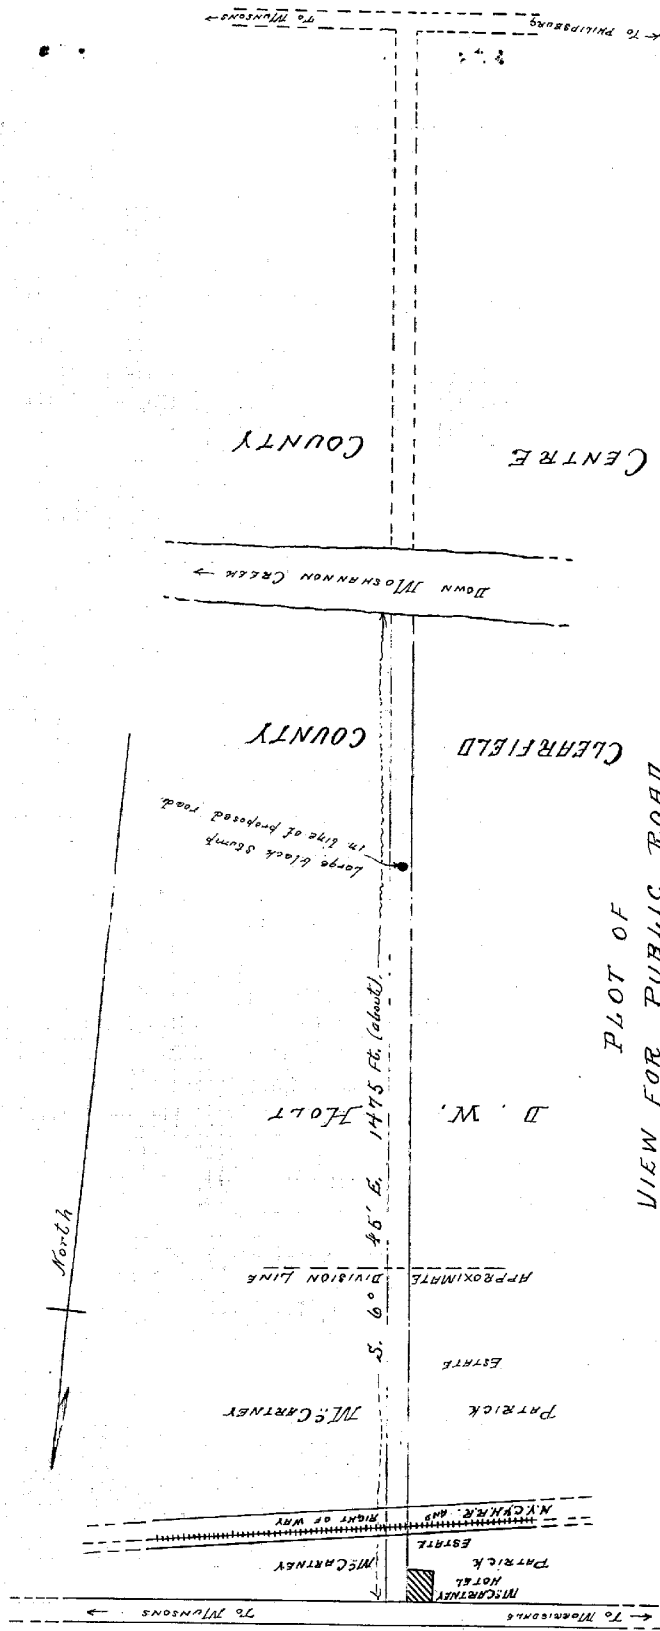 ← TO MORRISDALE
TO MUNSONS →
McCARTNEY
HOTEL
PATRICK McCARTNEY
ESTATE
N.Y.C. & H.R.R. AND RIGHT OF WAY
PATRICK McCARTNEY
ESTATE
APPROXIMATE DIVISION LINE
S. 6° 45' E. 1475 Ft. (about).
North
D. W. HOLT
Large black stump
in line of proposed road.
CLEARFIELD COUNTY
DOWN MOSHANNON CREEK →
CENTRE COUNTY
← TO PHILIPSBURG
TO MUNSONS →
PLOT OF
VIEW FOR PUBLIC ROAD